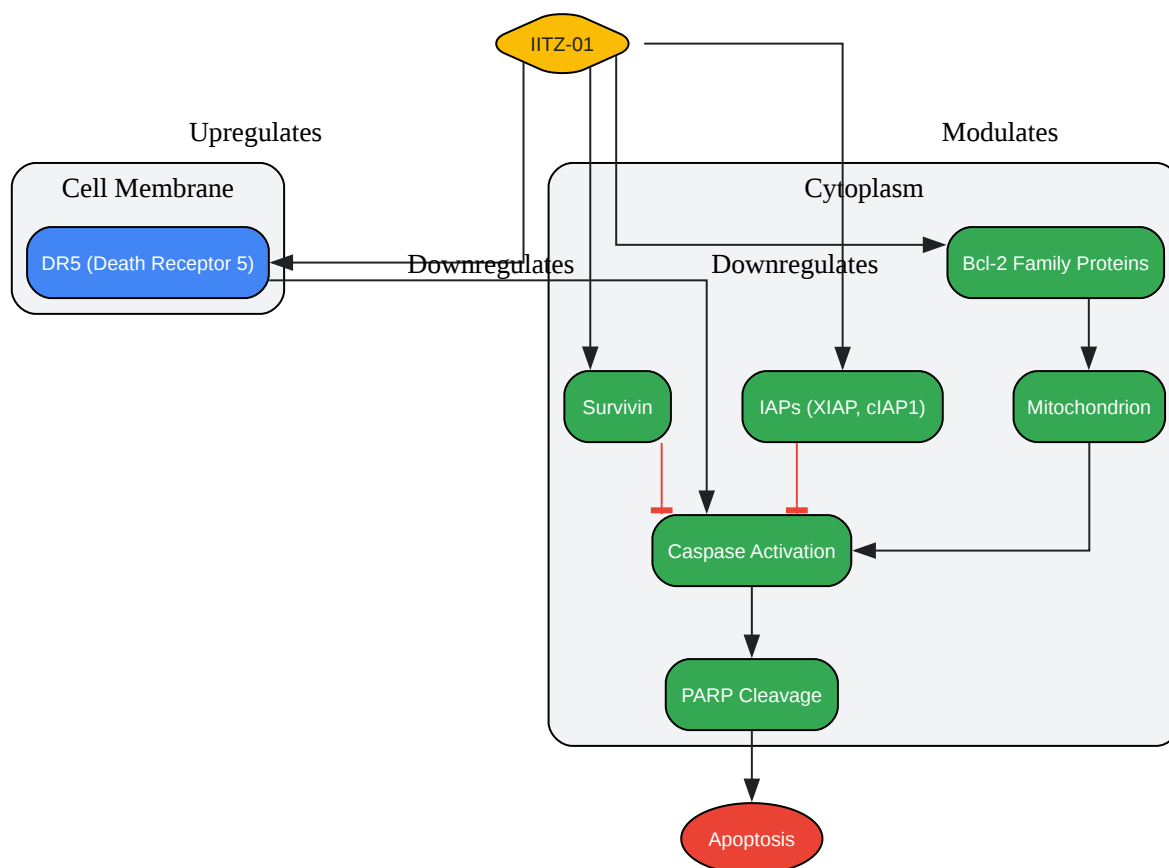 IITZ-01
Upregulates
Modulates
Cell Membrane
Cytoplasm
DR5 (Death Receptor 5)
Downregulates
Downregulates
Bcl-2 Family Proteins
Survivin
IAPs (XIAP, cIAP1)
Mitochondrion
Caspase Activation
PARP Cleavage
Apoptosis